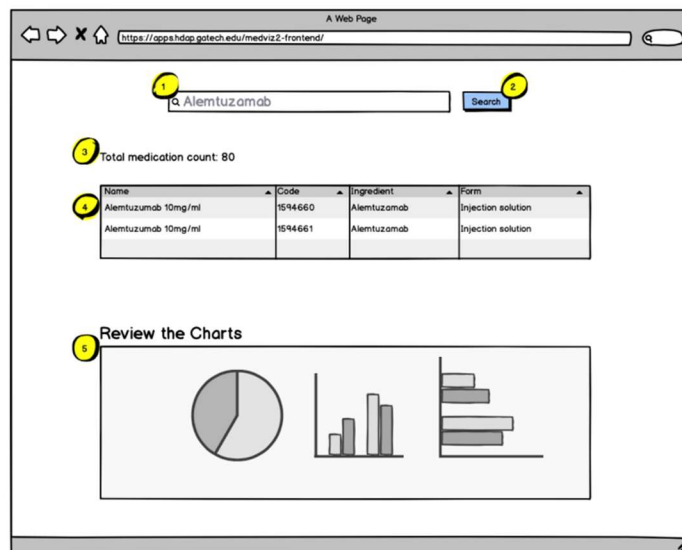 A Web Page
https://apps.hdap.gatech.edu/medviz2-frontend/
1
2
Alemtuzamab
Search
3
Total medication count: 80
Name Code Ingredient Form
4
Alemtuzumab 10mg/ml 1594660 Alemtuzamab Injection solution
Alemtuzumab 10mg/ml 1594661 Alemtuzamab Injection solution
Review the Charts
5